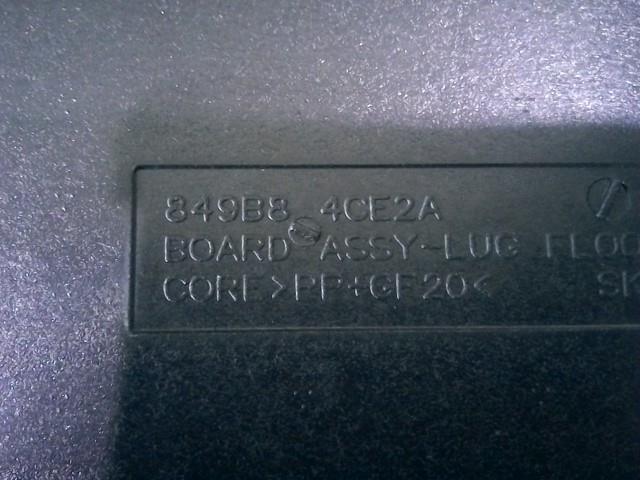 849B8 4CE2A
BOARD ASSY-LUG FLOO
CORE>PP+GF20< SK